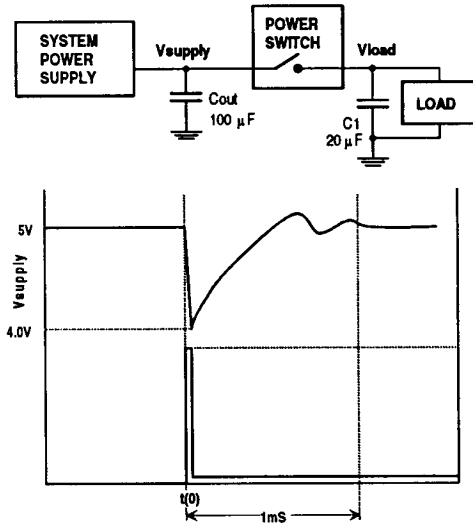 SYSTEM
POWER
SUPPLY
Vsupply
POWER
SWITCH
Vload
Cout
100 µF
C1
20 µF
LOAD
5V
Vsupply
4.0V
t(0)
1mS